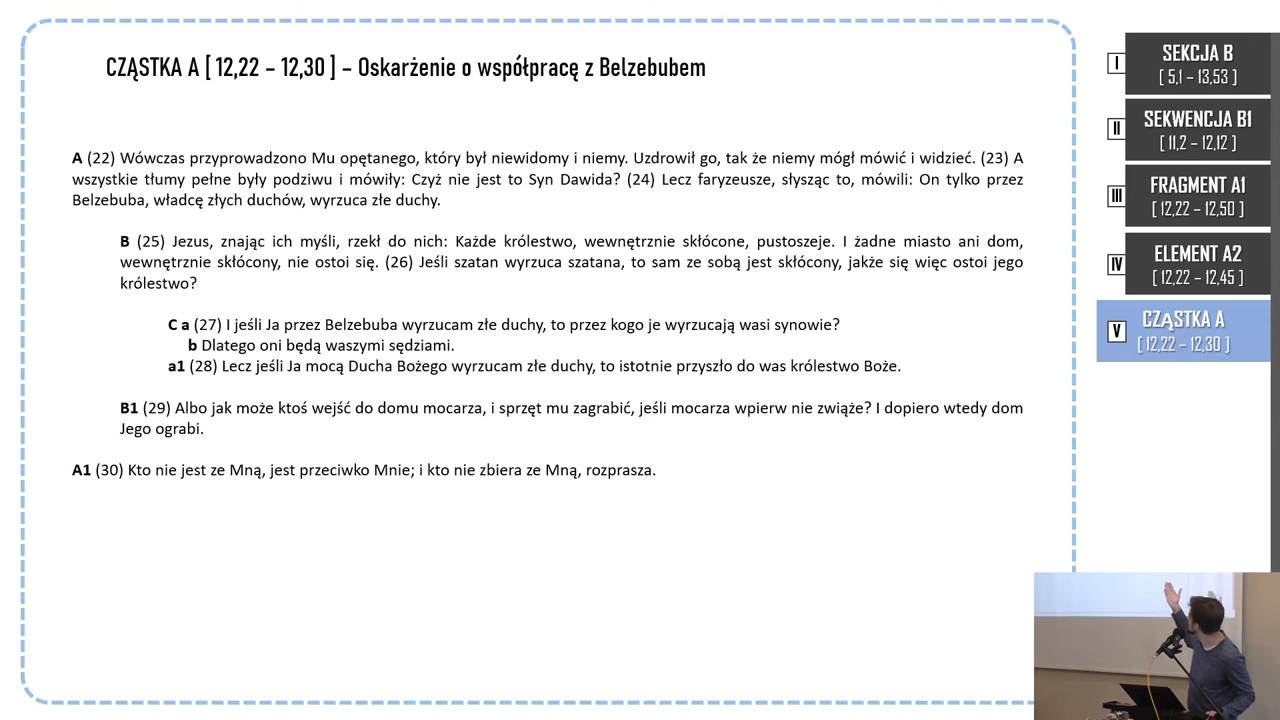 CZĄSTKA A [ 12,22 – 12,30 ] – Oskarżenie o współpracę z Belzebubem
A (22) Wówczas przyprowadzono Mu opętanego, który był niewidomy i niemy. Uzdrowił go, tak że niemy mógł mówić i widzieć. (23) A
wszystkie tłumy pełne były podziwu i mówiły: Czyż nie jest to Syn Dawida? (24) Lecz faryzeusze, słysząc to, mówili: On tylko przez
Belzebuba, władcę złych duchów, wyrzuca złe duchy.
B (25) Jezus, znając ich myśli, rzekł do nich: Każde królestwo, wewnętrznie skłócone, pustoszeje. I żadne miasto ani dom,
wewnętrznie skłócony, nie ostoi się. (26) Jeśli szatan wyrzuca szatana, to sam ze sobą jest skłócony, jakże się więc ostoi jego
królestwo?
C a (27) I jeśli Ja przez Belzebuba wyrzucam złe duchy, to przez kogo je wyrzucają wasi synowie?
b Dlatego oni będą waszymi sędziami.
a1 (28) Lecz jeśli Ja mocą Ducha Bożego wyrzucam złe duchy, to istotnie przyszło do was królestwo Boże.
B1 (29) Albo jak może ktoś wejść do domu mocarza, i sprzęt mu zagrabić, jeśli mocarza wpierw nie zwiąże? I dopiero wtedy dom
Jego ograbi.
A1 (30) Kto nie jest ze Mną, jest przeciwko Mnie; i kto nie zbiera ze Mną, rozprasza.
I
SEKCJA B
[ 5,1 – 13,53 ]
II
SEKWENCJA B1
[ 11,2 – 12,12 ]
III
FRAGMENT A1
[ 12,22 – 12,50 ]
IV
ELEMENT A2
[ 12,22 – 12,45 ]
V
CZĄSTKA A
[ 12,22 – 12,30 ]